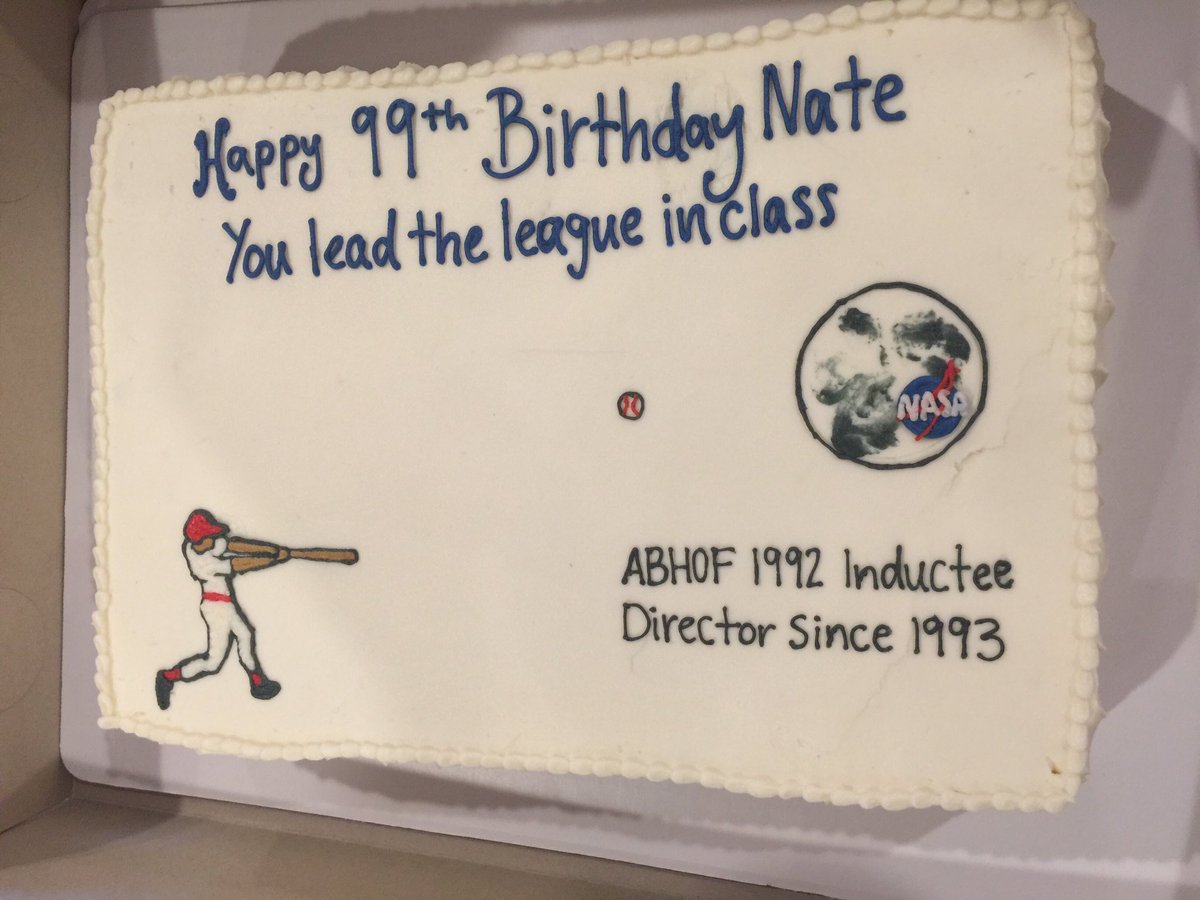 Happy 99th Birthday Nate
You lead the league in class
NASA
ABHOF 1992 Inductee
Director Since 1993